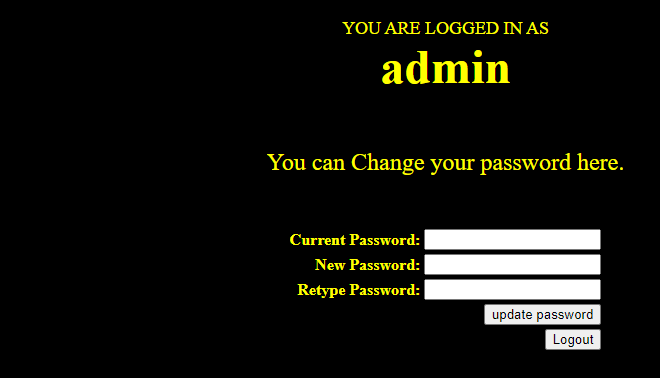 YOU ARE LOGGED IN AS
admin
You can Change your password here.
Current Password:
New Password:
Retype Password:
update password
Logout